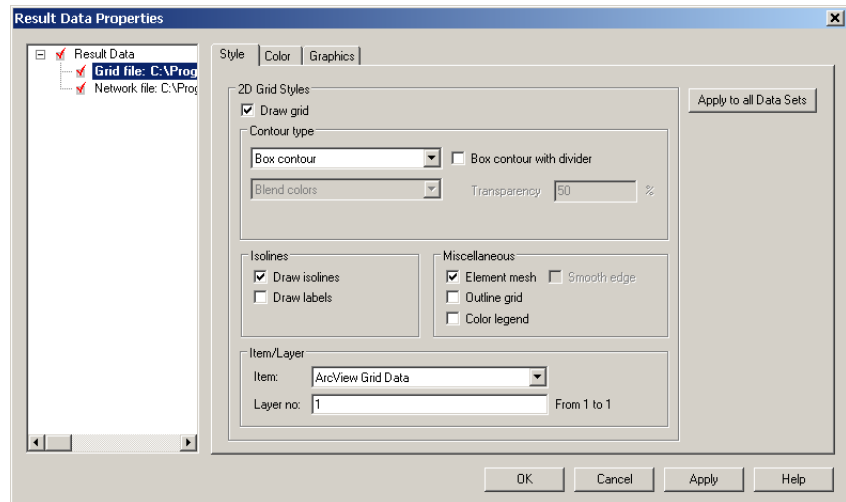 Result Data Properties
Result Data
Grid file: C:\Prog
Network file: C:\Prog
Style Color Graphics
2D Grid Styles
Draw grid
Apply to all Data Sets
Contour type
Box contour Box contour with divider
Blend colors Transparency 50 %
Isolines
Draw isolines
Draw labels
Miscellaneous
Element mesh Smooth edge
Outline grid
Color legend
Item/Layer
Item: ArcView Grid Data
Layer no: 1 From 1 to 1
OK Cancel Apply Help